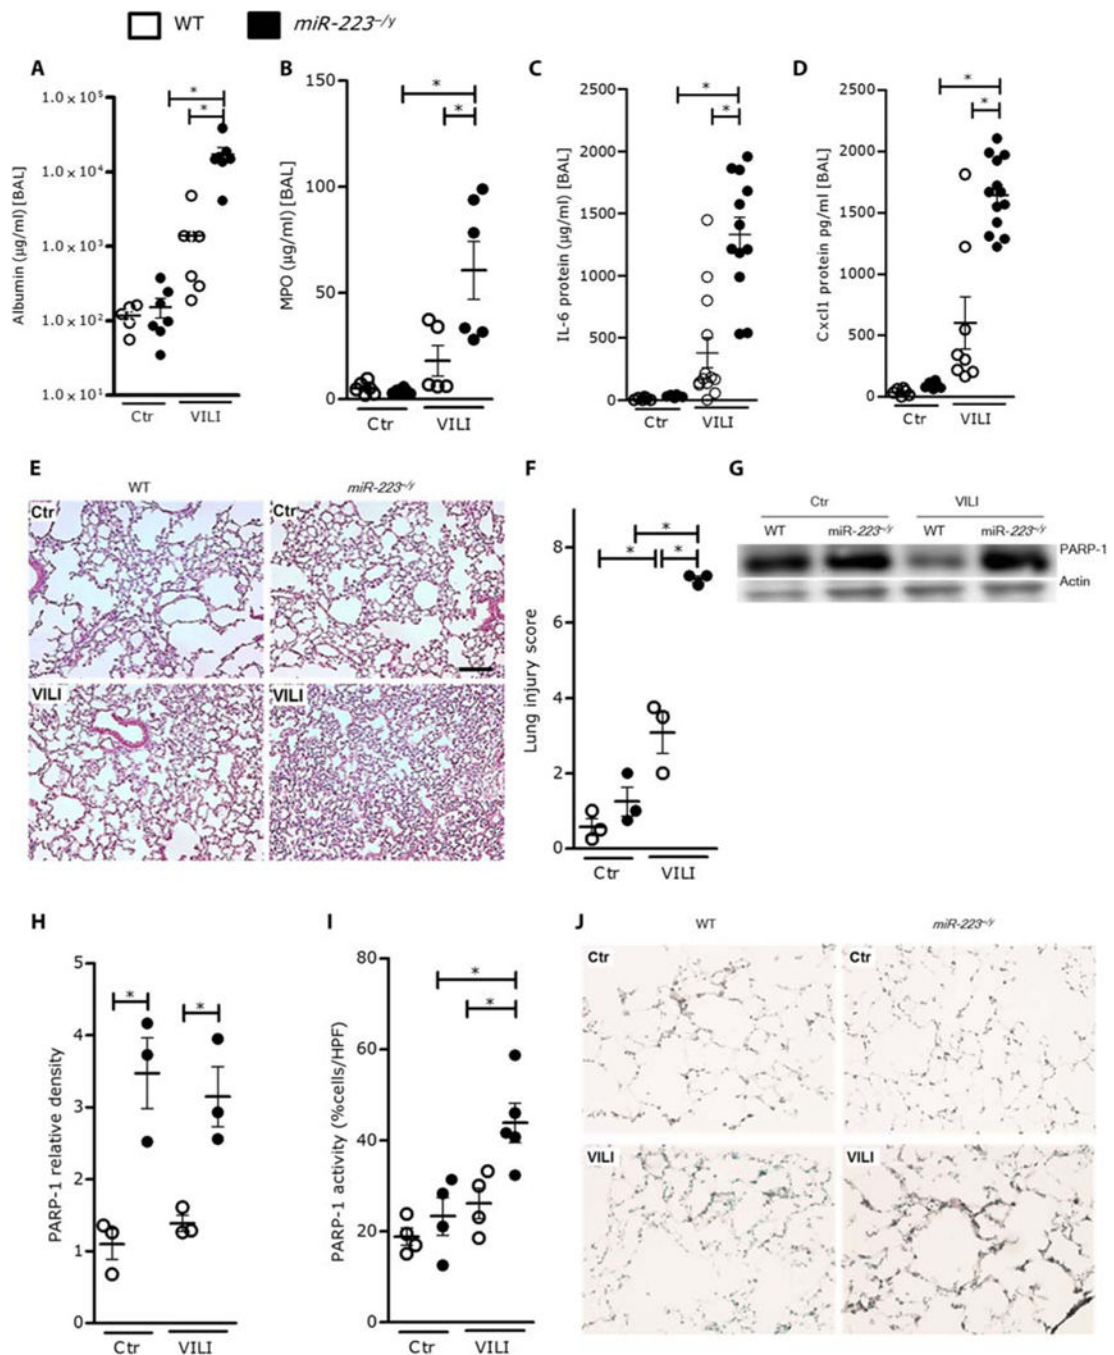 WT miR-223⁻/ʸ
A B C D
Albumin (µg/ml) [BAL]
1.0 × 10⁵
1.0 × 10⁴
1.0 × 10³
1.0 × 10²
1.0 × 10¹
* *
Ctr VILI
MPO (µg/ml) [BAL]
150
100
50
0
* *
Ctr VILI
IL-6 protein (µg/ml) [BAL]
2500
2000
1500
1000
500
0
* *
Ctr VILI
Cxcl1 protein pg/ml [BAL]
2500
2000
1500
1000
500
0
* *
Ctr VILI
E
WT miR-223⁻/ʸ
Ctr Ctr
VILI VILI
F
Lung injury score
8
6
4
2
0
* * *
Ctr VILI
G
Ctr VILI
WT miR-223⁻/ʸ WT miR-223⁻/ʸ
PARP-1
Actin
H
PARP-1 relative density
5
4
3
2
1
0
* *
Ctr VILI
I
PARP-1 activity (%cells/HPF)
80
60
40
20
0
* *
Ctr VILI
J
WT miR-223⁻/ʸ
Ctr Ctr
VILI VILI